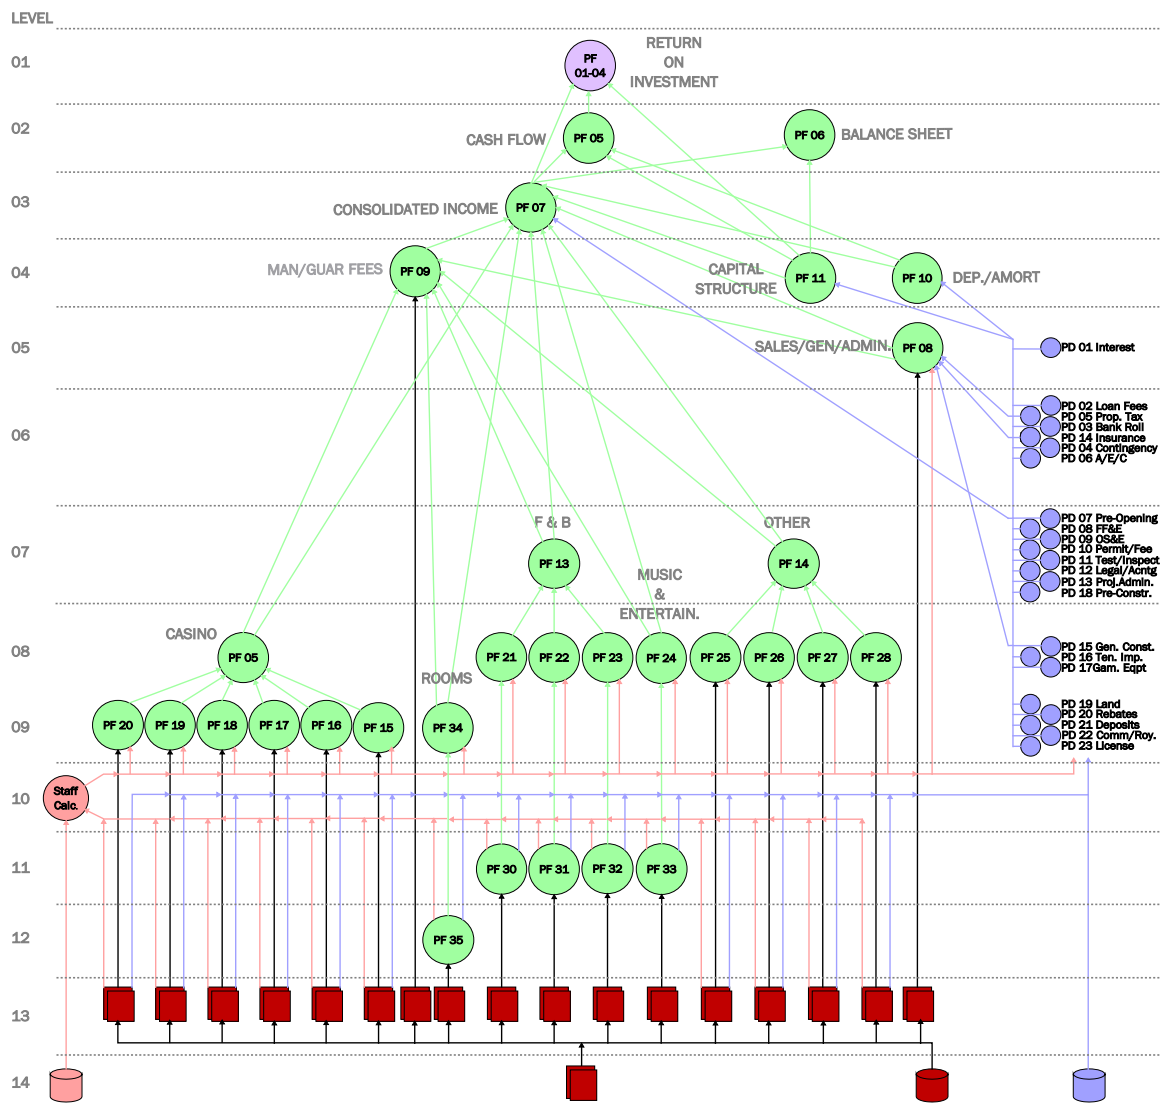 LEVEL
01
PF
01-04
RETURN
ON
INVESTMENT
02
CASH FLOW
PF 05
PF 06
BALANCE SHEET
03
CONSOLIDATED INCOME
PF 07
04
MAN/GUAR FEES
PF 09
CAPITAL
STRUCTURE
PF 11
PF 10
DEP./AMORT
05
SALES/GEN/ADMIN.
PF 08
PD 01 Interest
06
PD 02 Loan Fees
PD 05 Prop. Tax
PD 03 Bank Roll
PD 14 Insurance
PD 04 Contingency
PD 06 A/E/C
07
F & B
PF 13
OTHER
PF 14
MUSIC
&
ENTERTAIN.
PD 07 Pre-Opening
PD 08 FF&E
PD 09 OS&E
PD 10 Permit/Fee
PD 11 Test/Inspect
PD 12 Legal/Acntg
PD 13 Proj.Admin.
PD 18 Pre-Constr.
08
CASINO
PF 05
ROOMS
PF 21
PF 22
PF 23
PF 24
PF 25
PF 26
PF 27
PF 28
PD 15 Gen. Const.
PD 16 Ten. Imp.
PD 17Gam. Eqpt
09
PF 20
PF 19
PF 18
PF 17
PF 16
PF 15
PF 34
PD 19 Land
PD 20 Rebates
PD 21 Deposits
PD 22 Comm/Roy.
PD 23 License
10
Staff
Calc.
11
PF 30
PF 31
PF 32
PF 33
12
PF 35
13
14